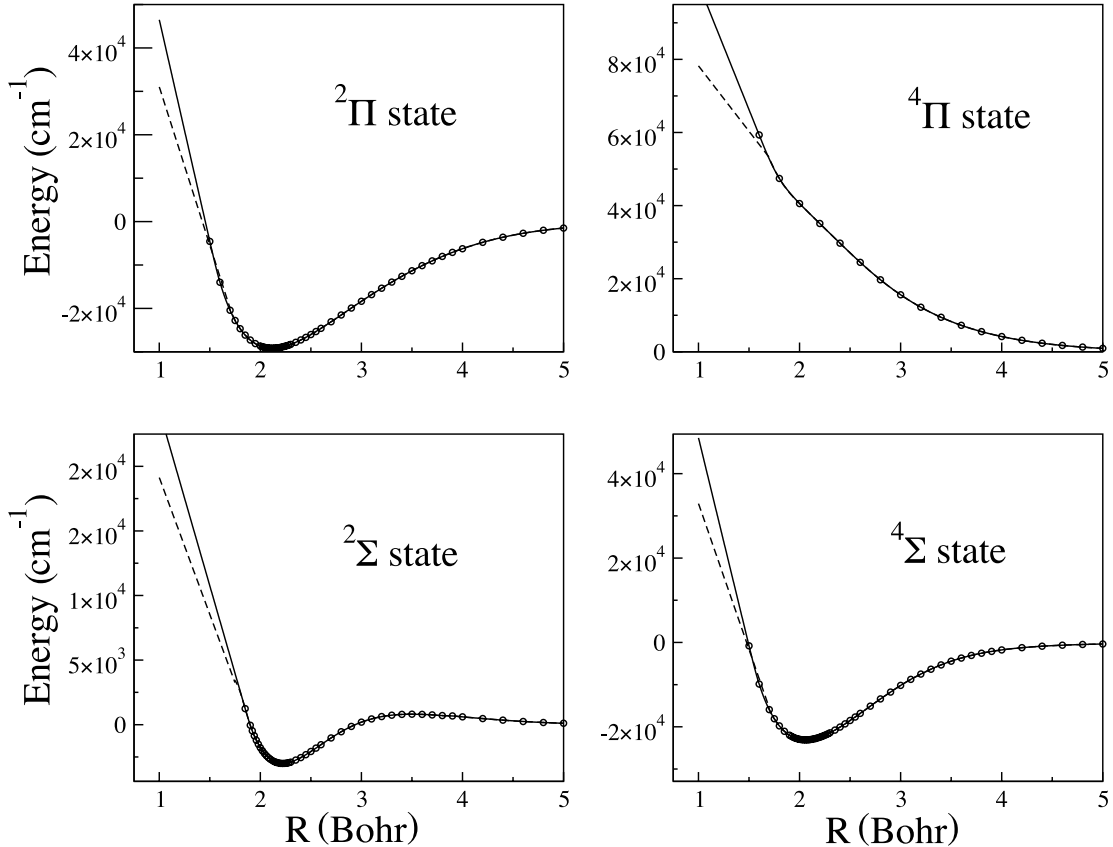 Energy (cm⁻¹)
4×10⁴
2×10⁴
0
-2×10⁴
²Π state
1 2 3 4 5
8×10⁴
6×10⁴
4×10⁴
2×10⁴
0
⁴Π state
1 2 3 4 5
Energy (cm⁻¹)
2×10⁴
2×10⁴
1×10⁴
5×10³
0
²Σ state
1 2 3 4 5
R (Bohr)
4×10⁴
2×10⁴
0
-2×10⁴
⁴Σ state
1 2 3 4 5
R (Bohr)